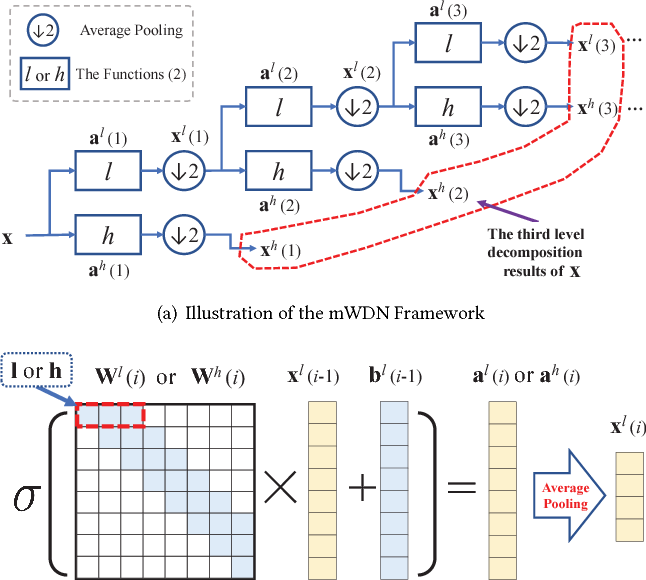 a^l(3)
↓2 Average Pooling
l ↓2 x^l(3) ...
l or h The Functions (2)
a^l(2) x^l(2)
l ↓2 h ↓2 x^h(3) ...
a^l(1) x^l(1) a^h(3)
l ↓2 h ↓2 x^h(2)
a^h(2)
x h ↓2 x^h(1)
The third level
decomposition
results of x
a^h(1)
(a) Illustration of the mWDN Framework
l or h W^l(i) or W^h(i) x^l(i-1) b^l(i-1) a^l(i) or a^h(i)
x^l(i)
σ ( × + ) =
Average
Pooling